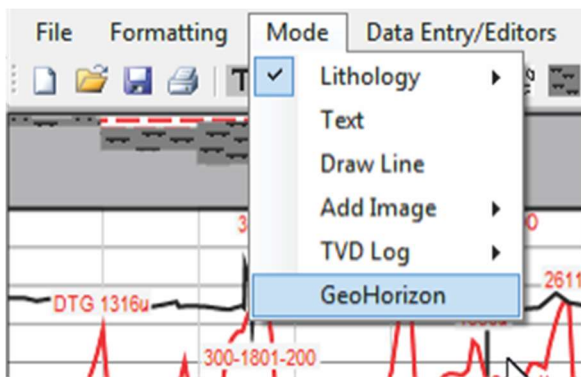 File Formatting Mode Data Entry/Editors
Lithology
Text
Draw Line
Add Image
TVD Log
GeoHorizon
DTG 1316u
2611
300-1801-200